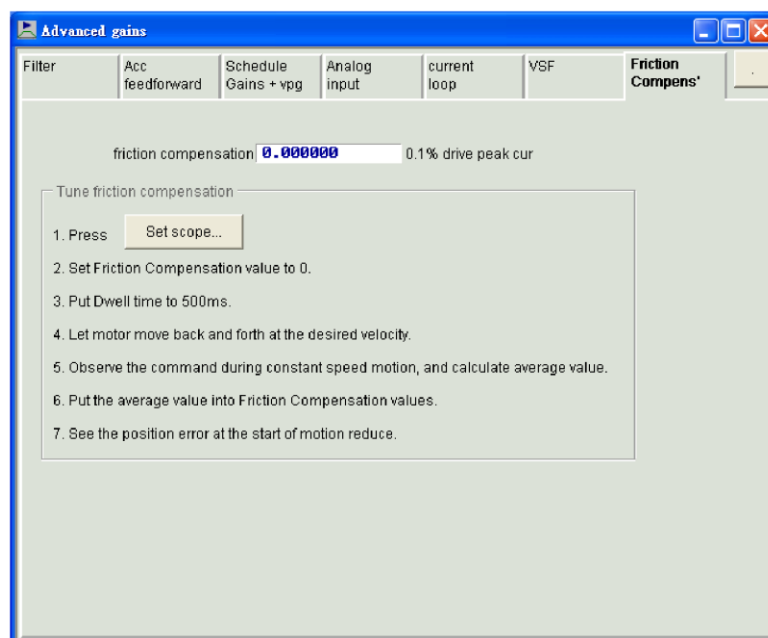 Advanced gains
Filter
Acc feedforward
Schedule Gains + vpg
Analog input
current loop
VSF
Friction Compens'
.
friction compensation 0.000000 0.1% drive peak cur
Tune friction compensation
1. Press Set scope...
2. Set Friction Compensation value to 0.
3. Put Dwell time to 500ms.
4. Let motor move back and forth at the desired velocity.
5. Observe the command during constant speed motion, and calculate average value.
6. Put the average value into Friction Compensation values.
7. See the position error at the start of motion reduce.